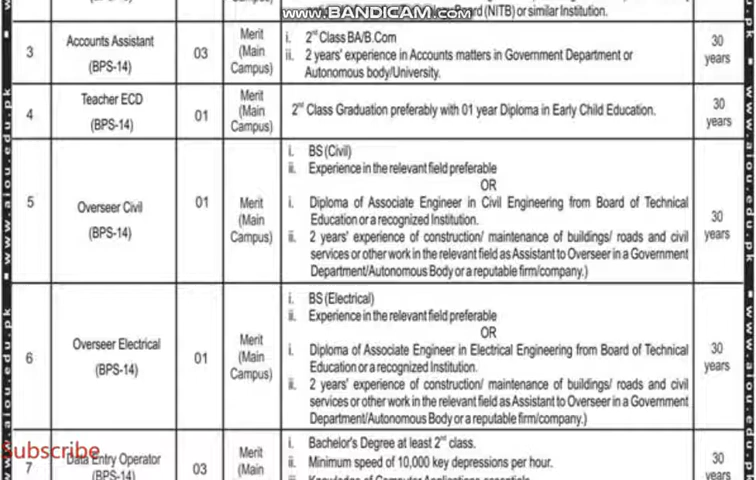 Board (NITB) or similar Institution.
www.BANDICAM.com
3
Accounts Assistant
(BPS-14)
03
Merit
(Main
Campus)
i. 2nd Class BA/B.Com
ii. 2 years' experience in Accounts matters in Government Department or
Autonomous body/University.
30
years
4
Teacher ECD
(BPS-14)
01
Merit
(Main
Campus)
2nd Class Graduation preferably with 01 year Diploma in Early Child Education.
30
years
5
Overseer Civil
(BPS-14)
01
Merit
(Main
Campus)
i. BS (Civil)
ii. Experience in the relevant field preferable
OR
i. Diploma of Associate Engineer in Civil Engineering from Board of Technical
Education or a recognized Institution.
ii. 2 years' experience of construction/ maintenance of buildings/ roads and civil
services or other work in the relevant field as Assistant to Overseer in a Government
Department/Autonomous Body or a reputable firm/company.)
30
years
6
Overseer Electrical
(BPS-14)
01
Merit
(Main
Campus)
i. BS (Electrical)
ii. Experience in the relevant field preferable
OR
i. Diploma of Associate Engineer in Electrical Engineering from Board of Technical
Education or a recognized Institution.
ii. 2 years' experience of construction/ maintenance of buildings/ roads and civil
services or other work in the relevant field as Assistant to Overseer in a Government
Department/Autonomous Body or a reputable firm/company.)
30
years
Subscribe
7
Data Entry Operator
(BPS-14)
03
Merit
(Main
i. Bachelor's Degree at least 2nd class.
ii. Minimum speed of 10,000 key depressions per hour.
iii. Knowledge of Computer Applications essentials
30
years
www.aiou.edu.pk
www.aiou.edu.pk